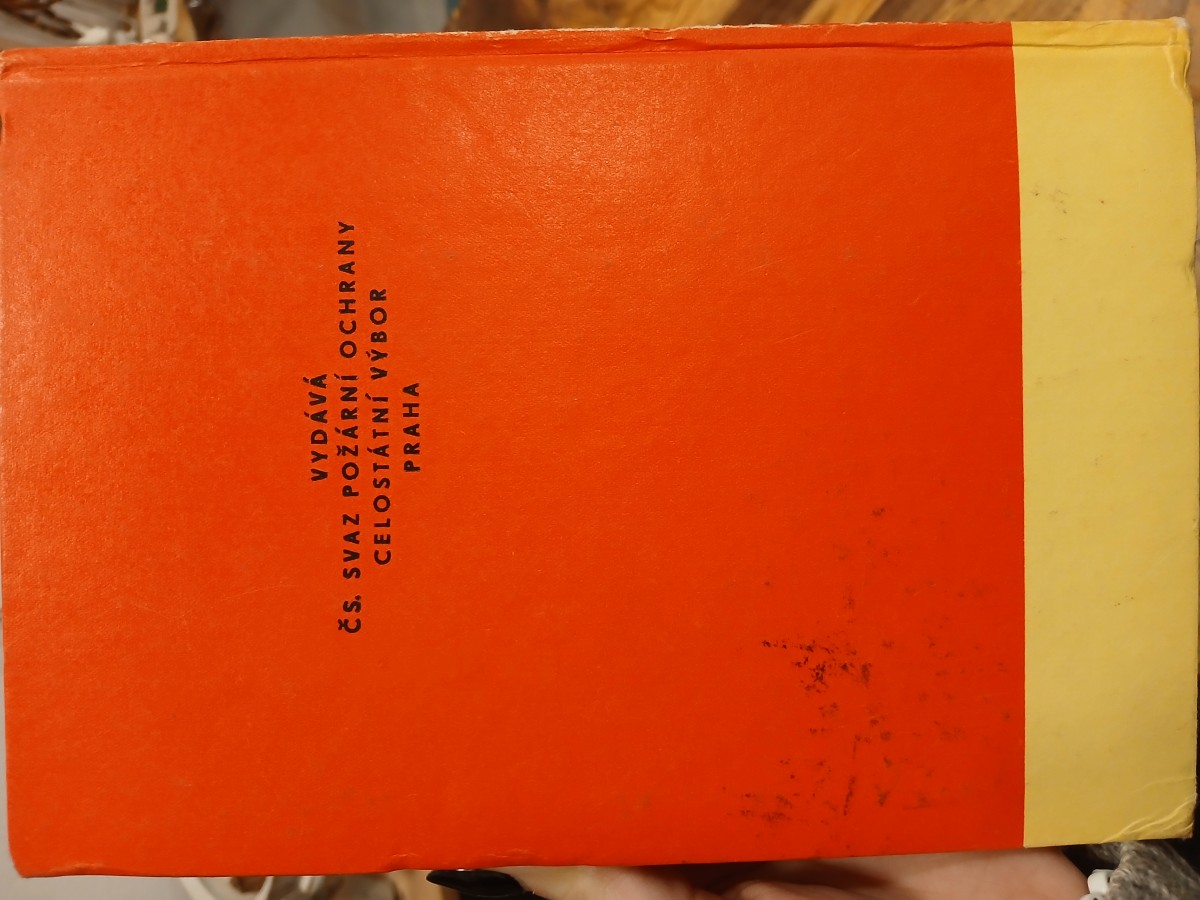 VYDÁVÁ
ČS. SVAZ POŽÁRNÍ OCHRANY
CELOSTÁTNÍ VÝBOR
PRAHA